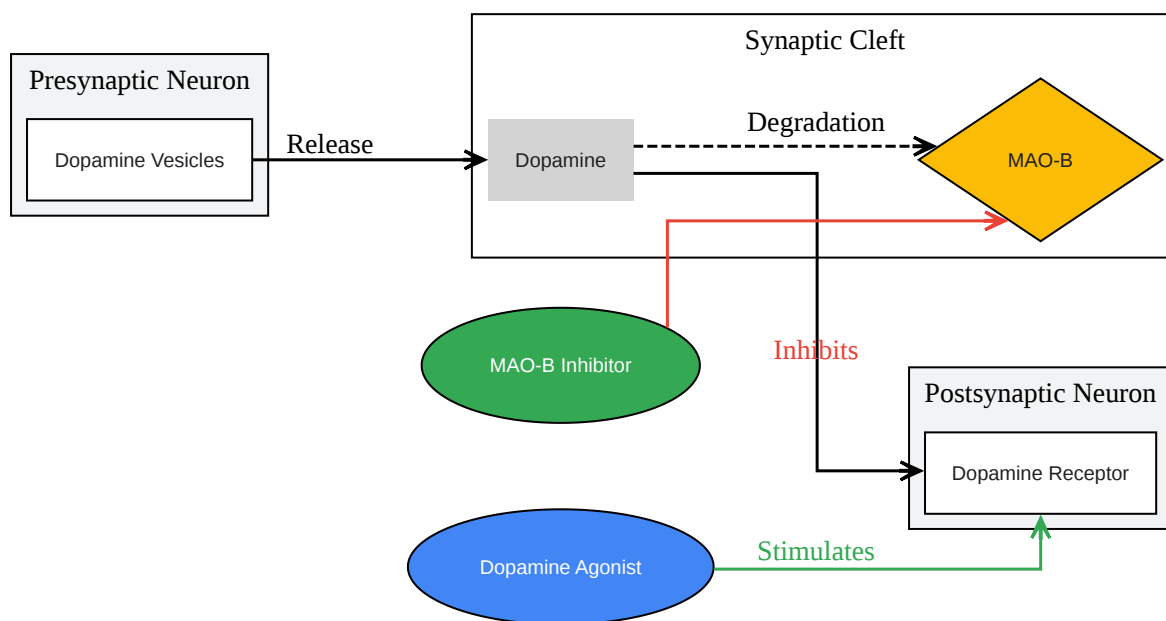 Synaptic Cleft
Presynaptic Neuron
Degradation
Release
Dopamine Vesicles
Dopamine
MAO-B
Inhibits
MAO-B Inhibitor
Postsynaptic Neuron
Dopamine Receptor
Stimulates
Dopamine Agonist